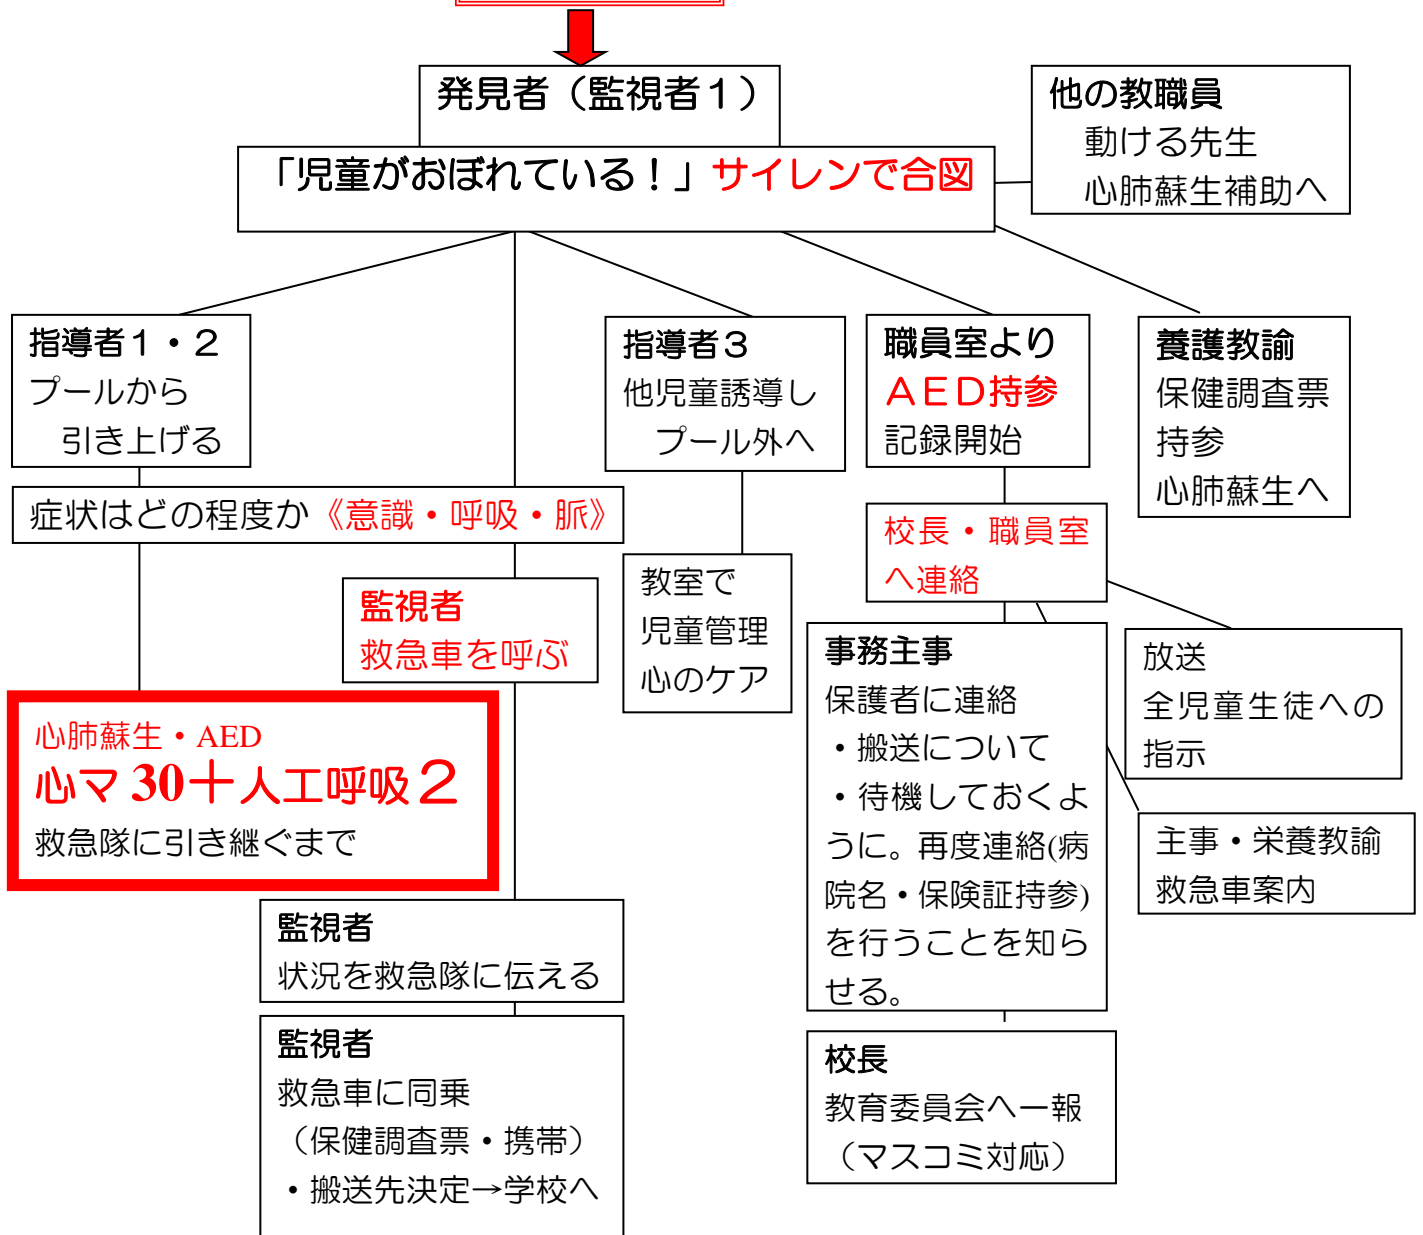 発見者（監視者１）
「児童がおぼれている！」サイレンで合図
他の教職員
動ける先生
心肺蘇生補助へ
指導者１・２
プールから
引き上げる
指導者３
他児童誘導し
プール外へ
職員室より
ＡＥＤ持参
記録開始
養護教諭
保健調査票
持参
心肺蘇生へ
症状はどの程度か《意識・呼吸・脈》
校長・職員室
へ連絡
教室で
児童管理
心のケア
監視者
救急車を呼ぶ
事務主事
保護者に連絡
・搬送について
・待機しておくよ
うに。再度連絡(病
院名・保険証持参)
を行うことを知ら
せる。
放送
全児童生徒への
指示
心肺蘇生・AED
心マ 30＋人工呼吸２
救急隊に引き継ぐまで
主事・栄養教諭
救急車案内
監視者
状況を救急隊に伝える
監視者
救急車に同乗
（保健調査票・携帯）
・搬送先決定→学校へ
校長
教育委員会へ一報
（マスコミ対応）